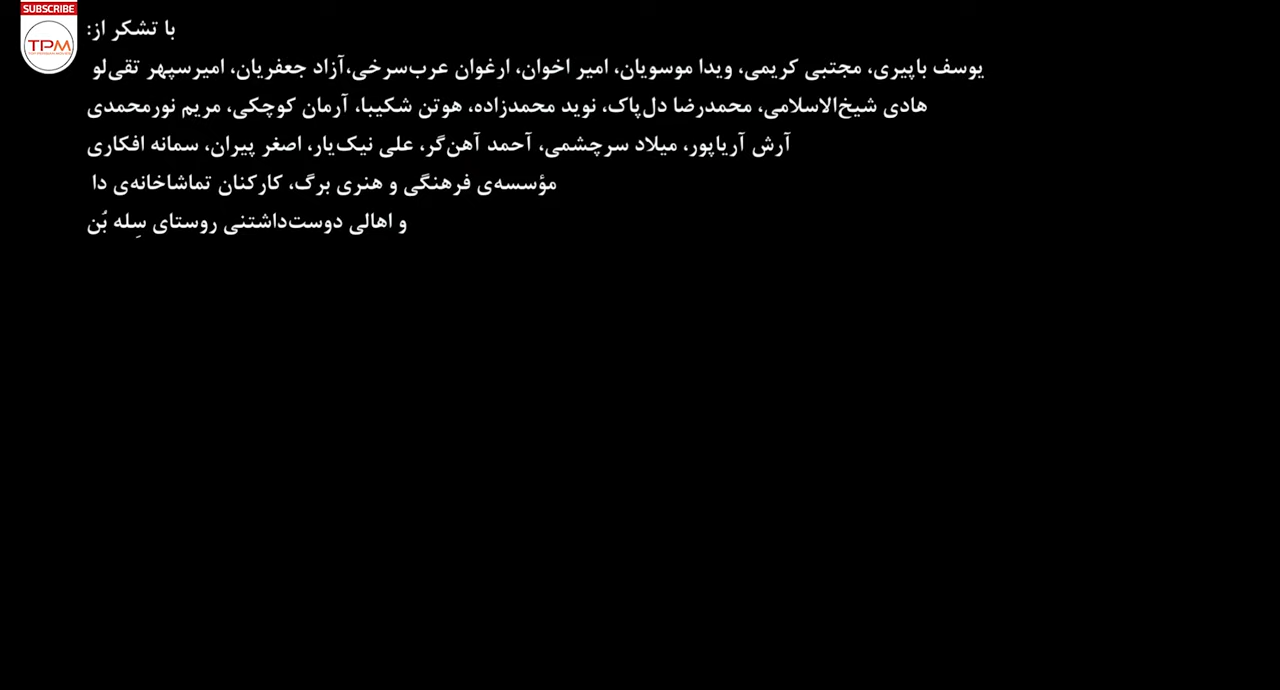 SUBSCRIBE
TPM
با تشکر از:
یوسف باپیری، مجتبی کریمی، ویدا موسویان، امیر اخوان، ارغوان عرب‌سرخی،آزاد جعفریان، امیرسپهر تقی‌لو
هادی شیخ‌الاسلامی، محمدرضا دل‌پاک، نوید محمدزاده، هوتن شکیبا، آرمان کوچکی، مریم نورمحمدی
آرش آریاپور، میلاد سرچشمی، آحمد آهن‌گر، علی نیک‌یار، اصغر پیران، سمانه افکاری
مؤسسه‌ی فرهنگی و هنری برگ، کارکنان تماشاخانه‌ی دا
و اهالی دوست‌داشتنی روستای سِله بُن